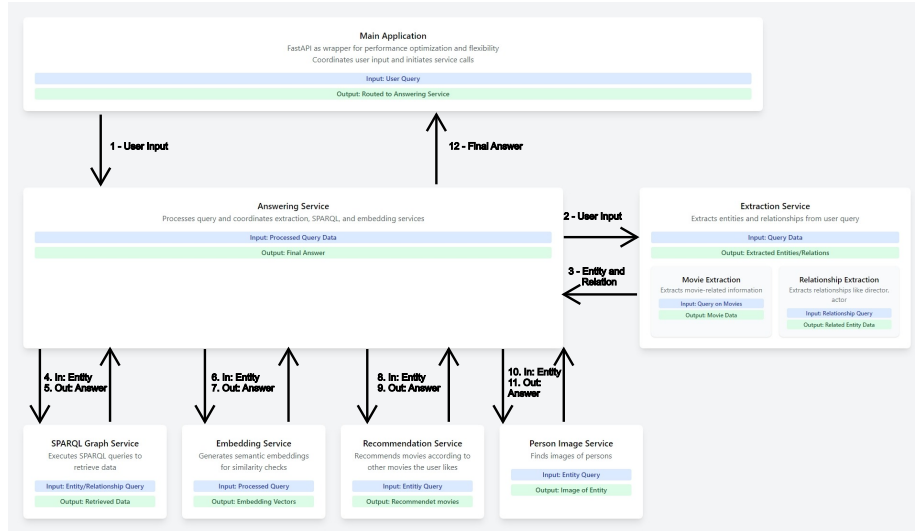 Main Application
FastAPI as wrapper for performance optimization and flexibility
Coordinates user input and initiates service calls
Input: User Query
Output: Routed to Answering Service
1 - User Input
12 - Final Answer
Answering Service
Processes query and coordinates extraction, SPARQL, and embedding services
Input: Processed Query Data
Output: Final Answer
2 - User Input
3 - Entity and
Relation
Extraction Service
Extracts entities and relationships from user query
Input: Query Data
Output: Extracted Entities/Relations
Movie Extraction
Extracts movie-related information
Input: Query on Movies
Output: Movie Data
Relationship Extraction
Extracts relationships like director,
actor
Input: Relationship Query
Output: Related Entity Data
4. In: Entity
5. Out: Answer
6. In: Entity
7. Out: Answer
8. In: Entity
9. Out: Answer
10. In: Entity
11. Out:
Answer
SPARQL Graph Service
Executes SPARQL queries to
retrieve data
Input: Entity/Relationship Query
Output: Retrieved Data
Embedding Service
Generates semantic embeddings
for similarity checks
Input: Processed Query
Output: Embedding Vectors
Recommendation Service
Recommends movies according to
other movies the user likes
Input: Entitiy Query
Output: Recommendet movies
Person Image Service
Finds images of persons
Input: Entity Query
Output: Image of Entity